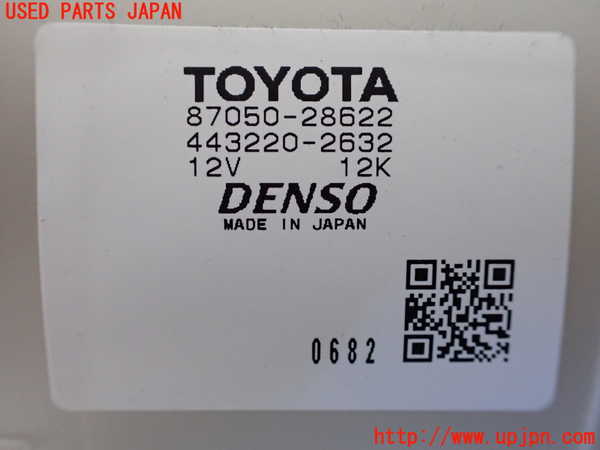 USED PARTS JAPAN
TOYOTA
87050-28622
443220-2632
12V 12K
DENSO
MADE IN JAPAN
0682
http://www.upjpn.com/